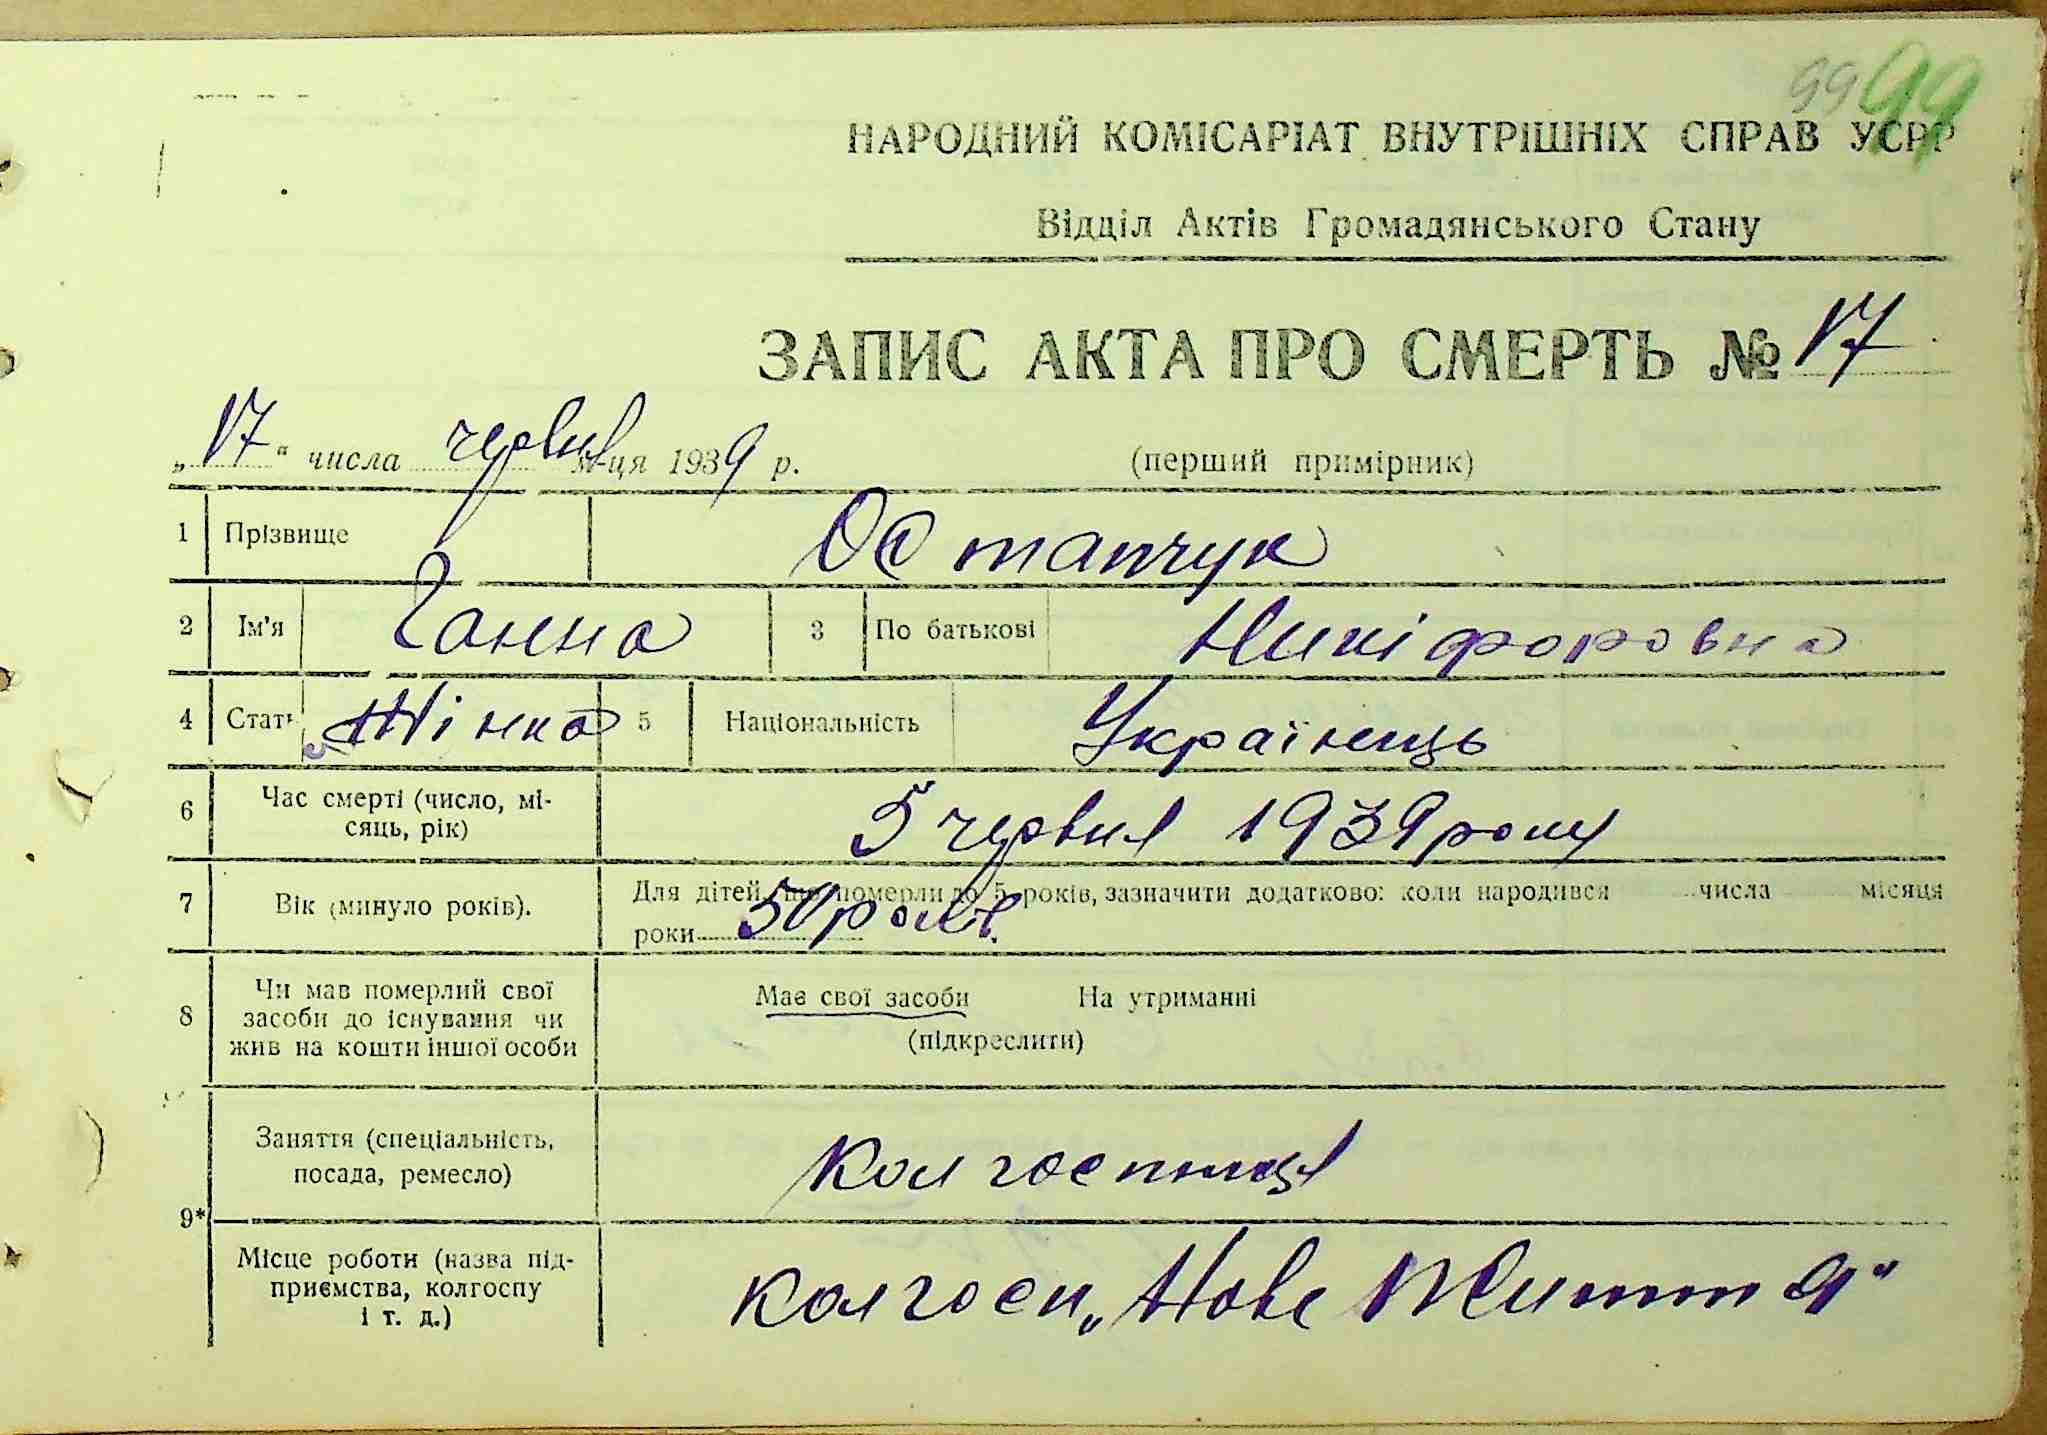 99 99
НАРОДНИЙ КОМІСАРІАТ ВНУТРІШНІХ СПРАВ УСРР
Відділ Актів Громадянського Стану
ЗАПИС АКТА ПРО СМЕРТЬ № 17
„17“ числа червня м-ця 1939 р. (перший примірник)
1 Прізвище Остапчук
2 Ім'я Ганна 3 По батькові Никіфоровна
4 Стать Жінка 5 Національність Українець
6 Час смерті (число, мі-
сяць, рік) 5 червня 1939 року
7 Вік (минуло років). Для дітей, що померли до 5 років, зазначити додатково: коли народився числа місяця
роки 50 років.
8 Чи мав померлий свої
засоби до існування чи
жив на кошти іншої особи
Має свої засоби На утриманні
(підкреслити)
9* Заняття (спеціальність,
посада, ремесло) Колгоспниця
Місце роботи (назва під-
приємства, колгоспу
і т. д.) Колгосп „Нове Життя“